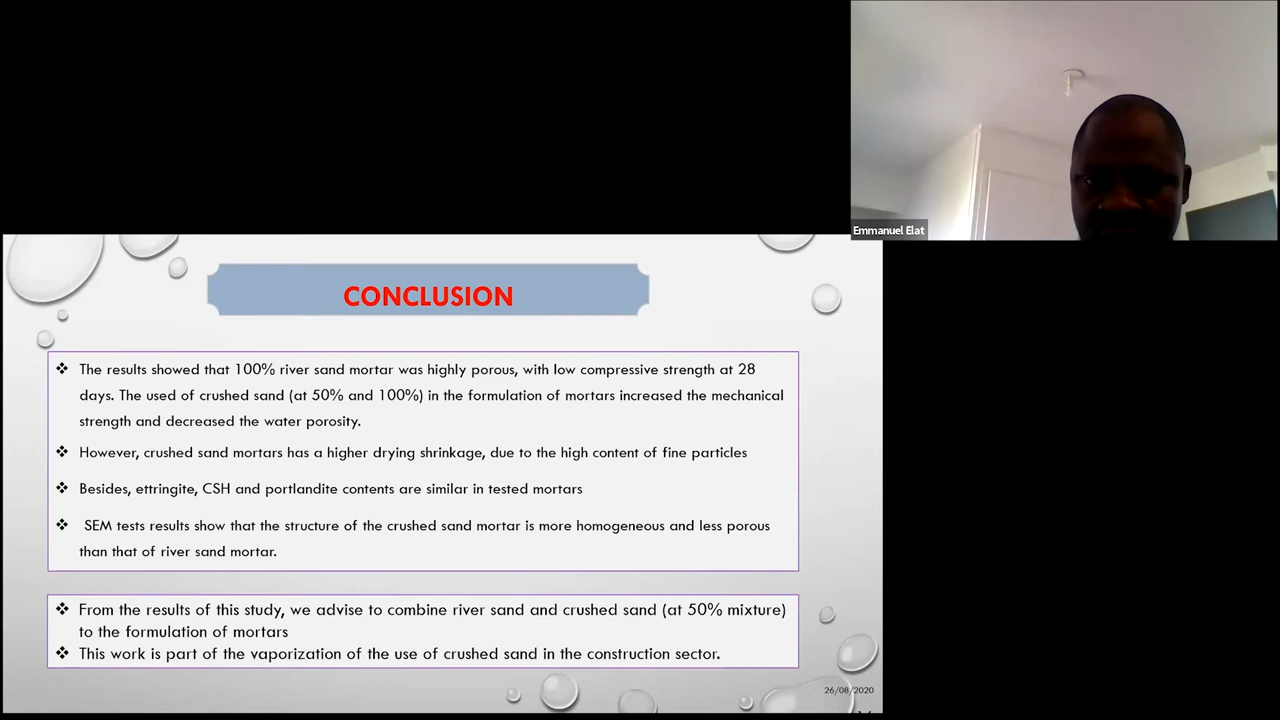 Emmanuel Elat
CONCLUSION
❖ The results showed that 100% river sand mortar was highly porous, with low compressive strength at 28
days. The used of crushed sand (at 50% and 100%) in the formulation of mortars increased the mechanical
strength and decreased the water porosity.
❖ However, crushed sand mortars has a higher drying shrinkage, due to the high content of fine particles
❖ Besides, ettringite, CSH and portlandite contents are similar in tested mortars
❖ SEM tests results show that the structure of the crushed sand mortar is more homogeneous and less porous
than that of river sand mortar.
❖ From the results of this study, we advise to combine river sand and crushed sand (at 50% mixture)
to the formulation of mortars
❖ This work is part of the vaporization of the use of crushed sand in the construction sector.
26/08/2020